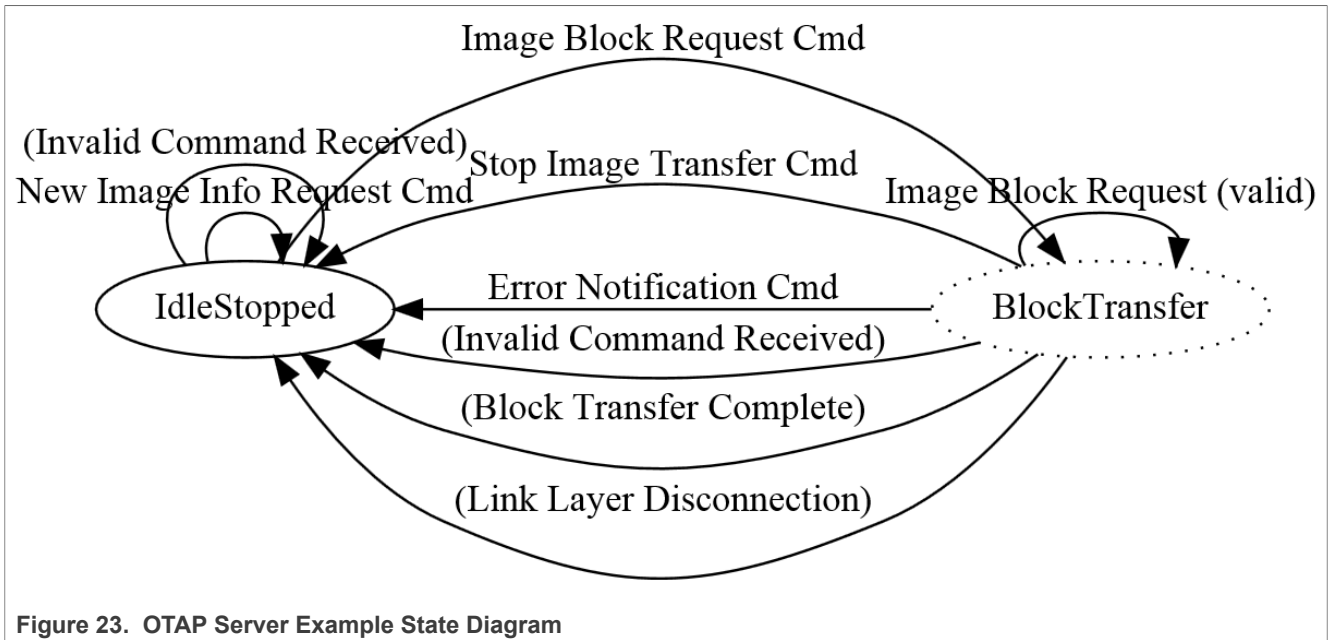 Image Block Request Cmd
(Invalid Command Received)
Stop Image Transfer Cmd
New Image Info Request Cmd
Image Block Request (valid)
IdleStopped
Error Notification Cmd
BlockTransfer
(Invalid Command Received)
(Block Transfer Complete)
(Link Layer Disconnection)
Figure 23. OTAP Server Example State Diagram